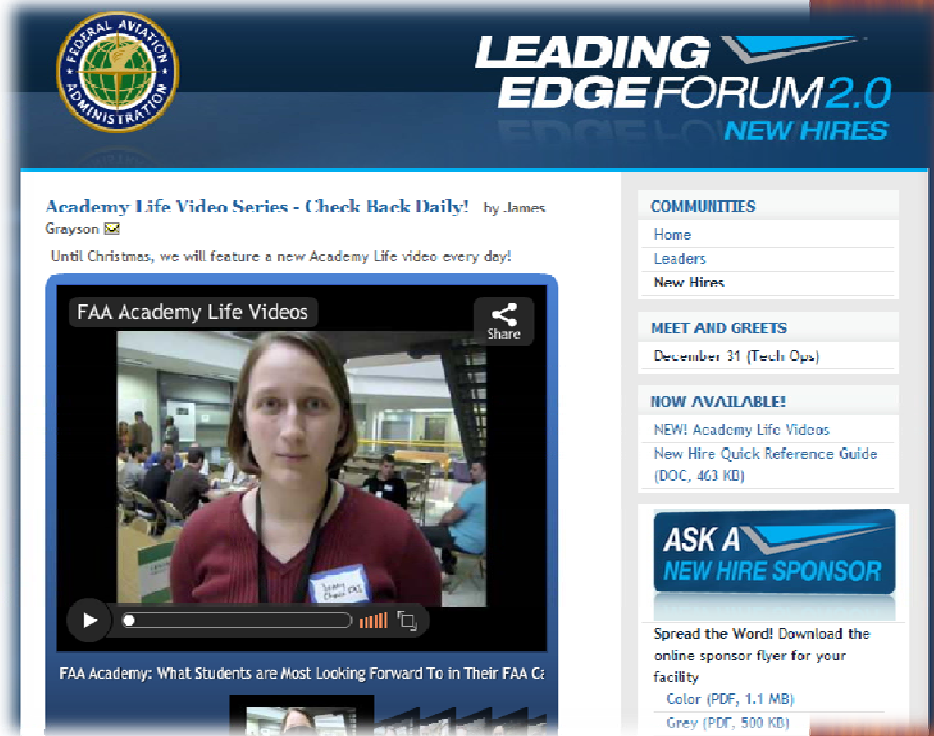 FEDERAL AVIATION ADMINISTRATION
LEADING
EDGE FORUM 2.0
NEW HIRES
Academy Life Video Series - Check Back Daily! by James
Grayson
Until Christmas, we will feature a new Academy Life video every day!
FAA Academy Life Videos
Share
FAA Academy: What Students are Most Looking Forward To in Their FAA Ca
COMMUNITIES
Home
Leaders
New Hires
MEET AND GREETS
December 31 (Tech Ops)
NOW AVAILABLE!
NEW! Academy Life Videos
New Hire Quick Reference Guide
(DOC, 463 KB)
ASK A
NEW HIRE SPONSOR
Spread the Word! Download the
online sponsor flyer for your
facility
Color (PDF, 1.1 MB)
Grey (PDF, 500 KB)